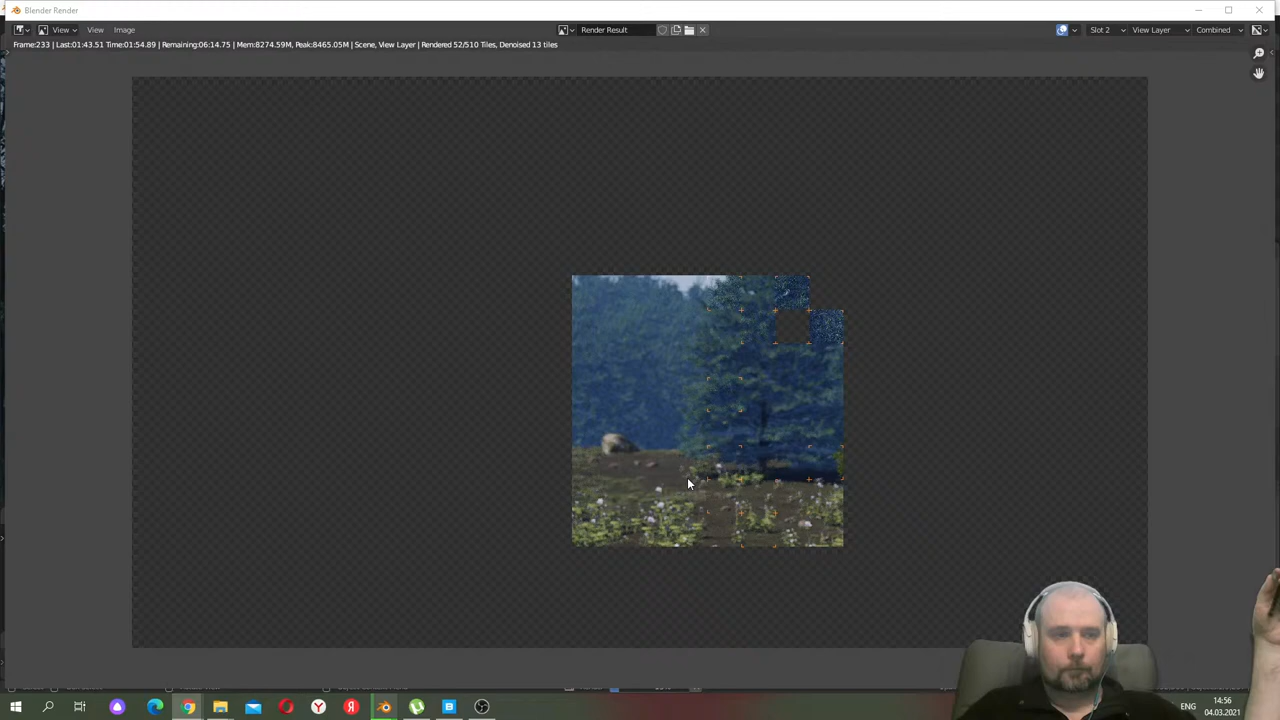 Blender Render
View View Image Render Result Slot 2 View Layer Combined
Frame:233 | Last:01:43.51 Time:01:54.89 | Remaining:06:14.75 | Mem:8274.59M, Peak:8465.05M | Scene, View Layer | Rendered 52/510 Tiles, Denoised 13 tiles
ENG
14:56
04.03.2021